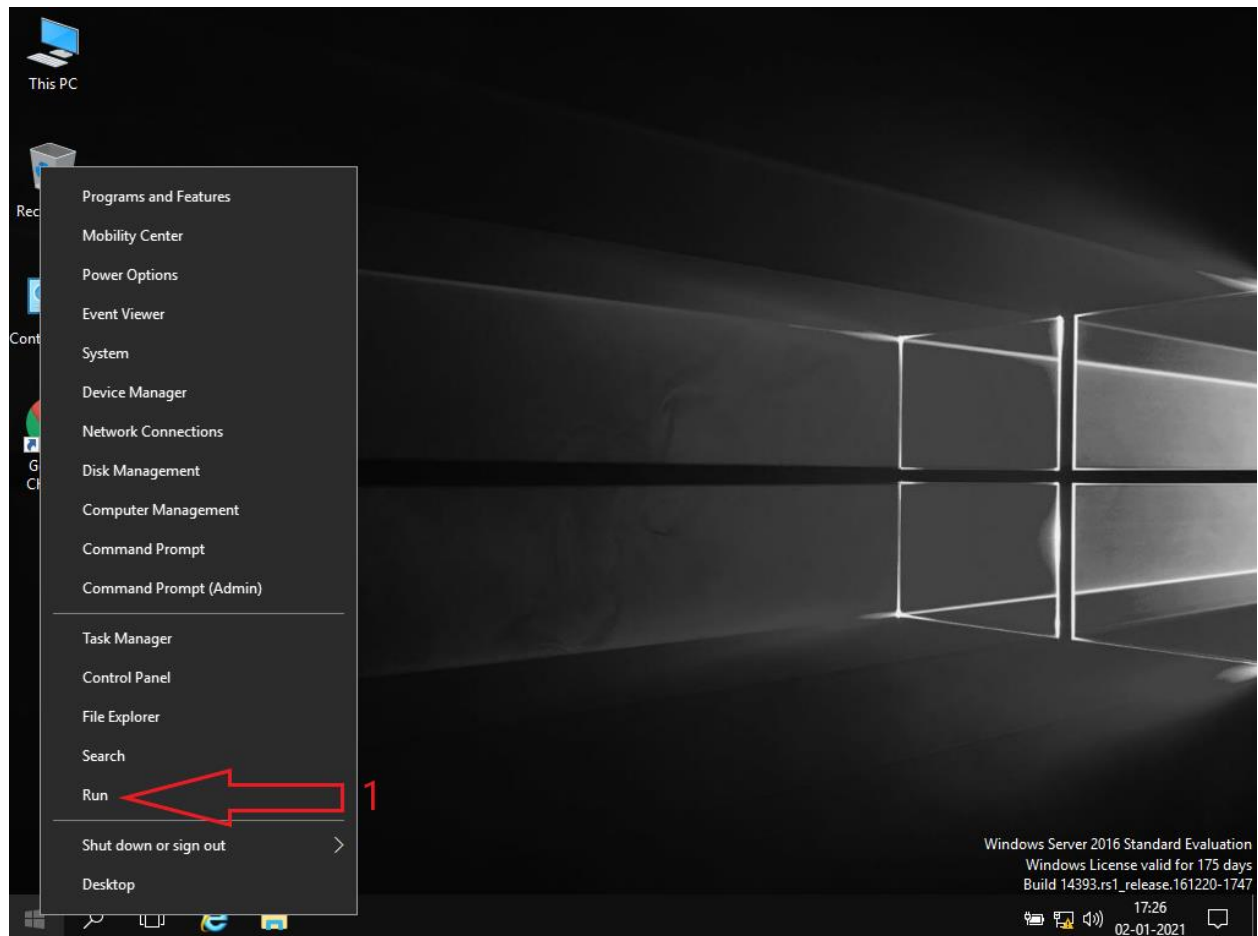 This PC
Rec
Cont
G
Ch
Programs and Features
Mobility Center
Power Options
Event Viewer
System
Device Manager
Network Connections
Disk Management
Computer Management
Command Prompt
Command Prompt (Admin)
Task Manager
Control Panel
File Explorer
Search
Run
1
Shut down or sign out
Desktop
Windows Server 2016 Standard Evaluation
Windows License valid for 175 days
Build 14393.rs1_release.161220-1747
17:26
02-01-2021